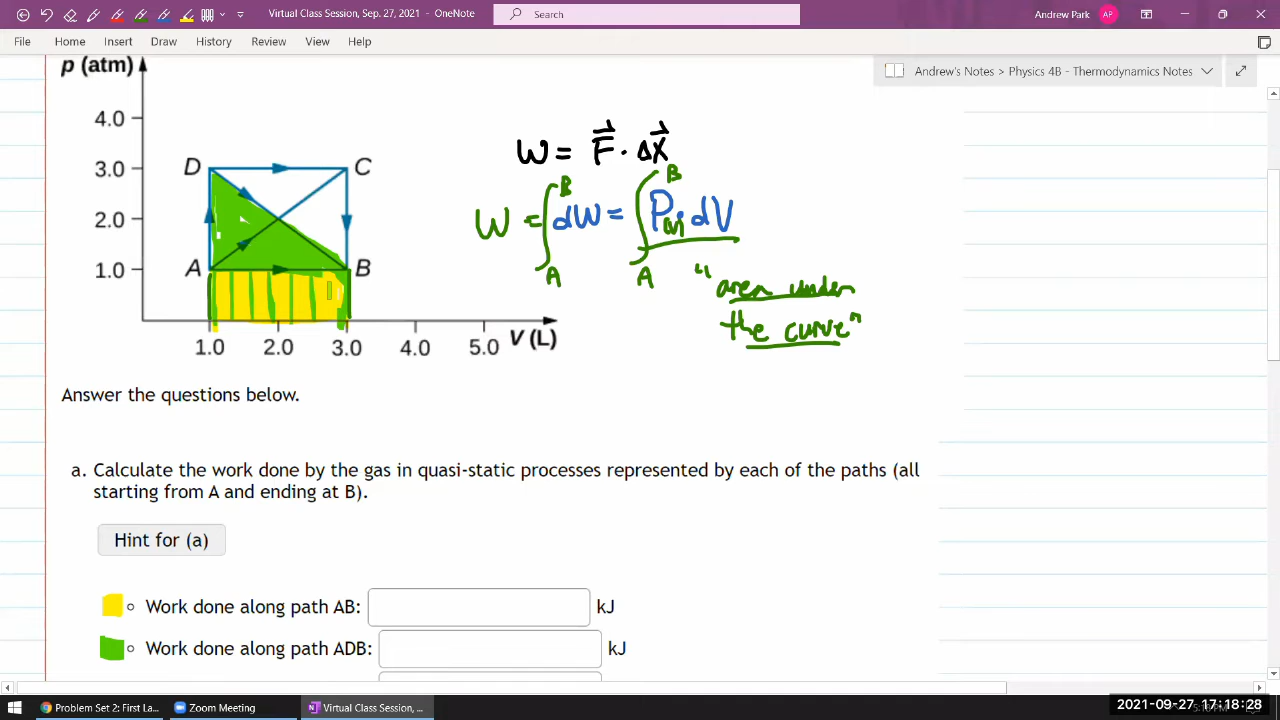 Virtual Class Session, Sep. 27, 2021 - OneNote
Search
Andrew Park
AP
File Home Insert Draw History Review View Help
Andrew's Notes > Physics 4B - Thermodynamics Notes
p (atm)
4.0
3.0
2.0
1.0
D
C
A
B
1.0 2.0 3.0 4.0 5.0 V (L)
W = F · ΔX
W = ∫ dW = ∫ P dV
B
A
B
A
"area under
the curve"
Answer the questions below.
a. Calculate the work done by the gas in quasi-static processes represented by each of the paths (all
starting from A and ending at B).
Hint for (a)
Work done along path AB: kJ
Work done along path ADB: kJ
Problem Set 2: First La...
Zoom Meeting
Virtual Class Session, ...
2021-09-27 17:18:28